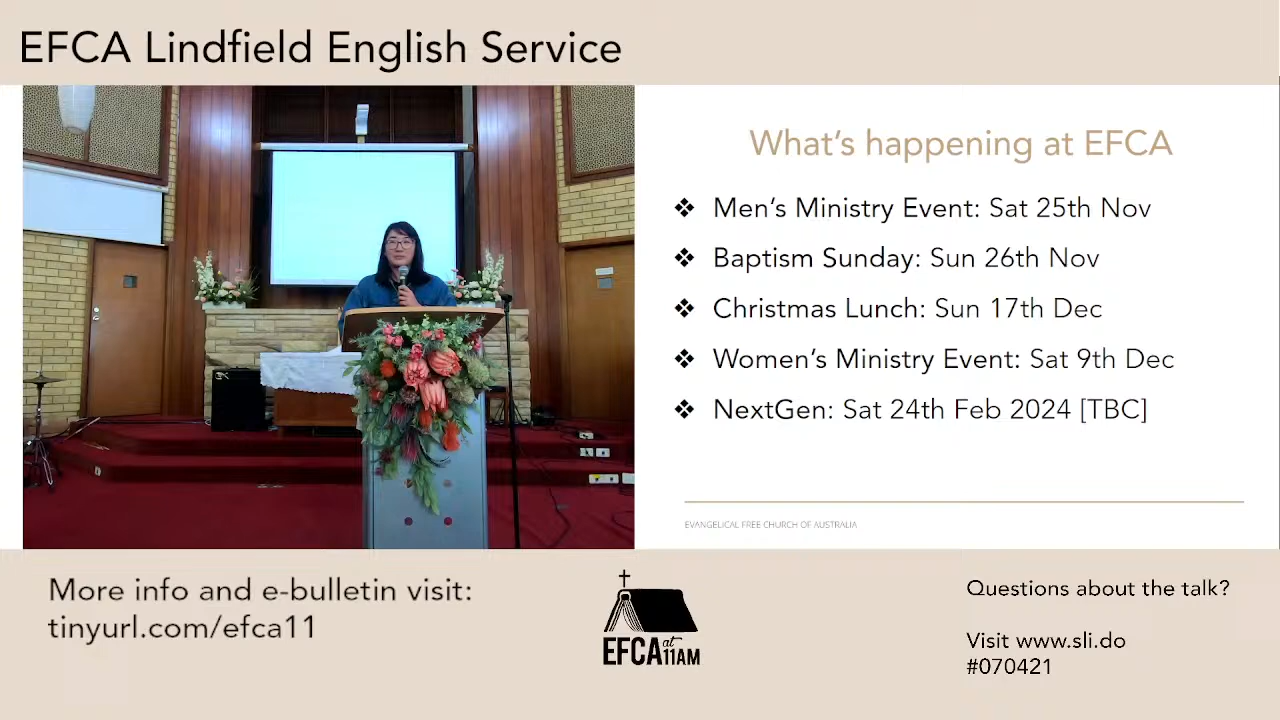 EFCA Lindfield English Service
What's happening at EFCA
❖ Men's Ministry Event: Sat 25th Nov
❖ Baptism Sunday: Sun 26th Nov
❖ Christmas Lunch: Sun 17th Dec
❖ Women's Ministry Event: Sat 9th Dec
❖ NextGen: Sat 24th Feb 2024 [TBC]
EVANGELICAL FREE CHURCH OF AUSTRALIA
More info and e-bulletin visit:
tinyurl.com/efca11
EFCA at 11AM
Questions about the talk?
Visit www.sli.do
#070421